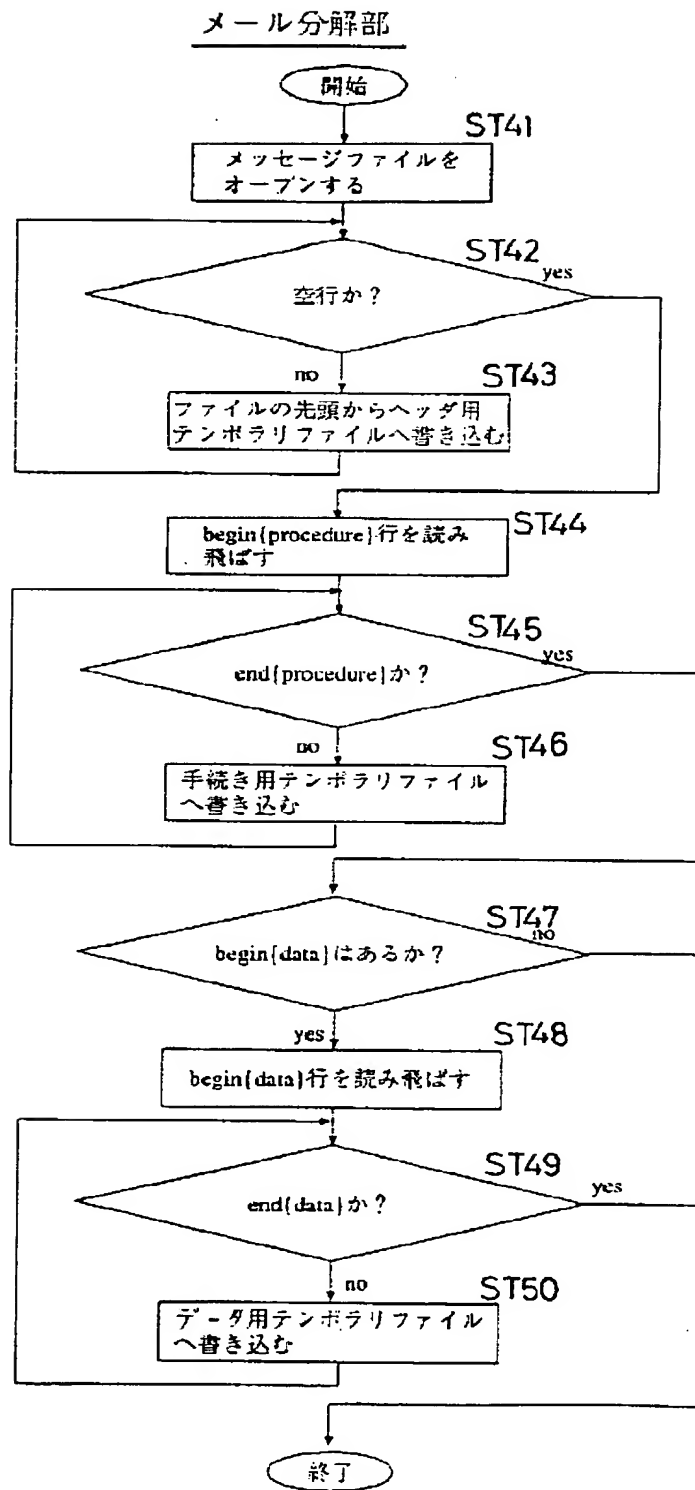 メール分解部
開始
ST41
メッセージファイルを
オープンする
ST42
yes
空行か？
no
ST43
ファイルの先頭からヘッダ用
テンポラリファイルへ書き込む
ST44
begin{procedure}行を読み
飛ばす
ST45
yes
end{procedure}か？
no
ST46
手続き用テンポラリファイル
へ書き込む
ST47
no
begin{data}はあるか？
yes
ST48
begin{data}行を読み飛ばす
ST49
yes
end{data}か？
no
ST50
データ用テンポラリファイル
へ書き込む
終了